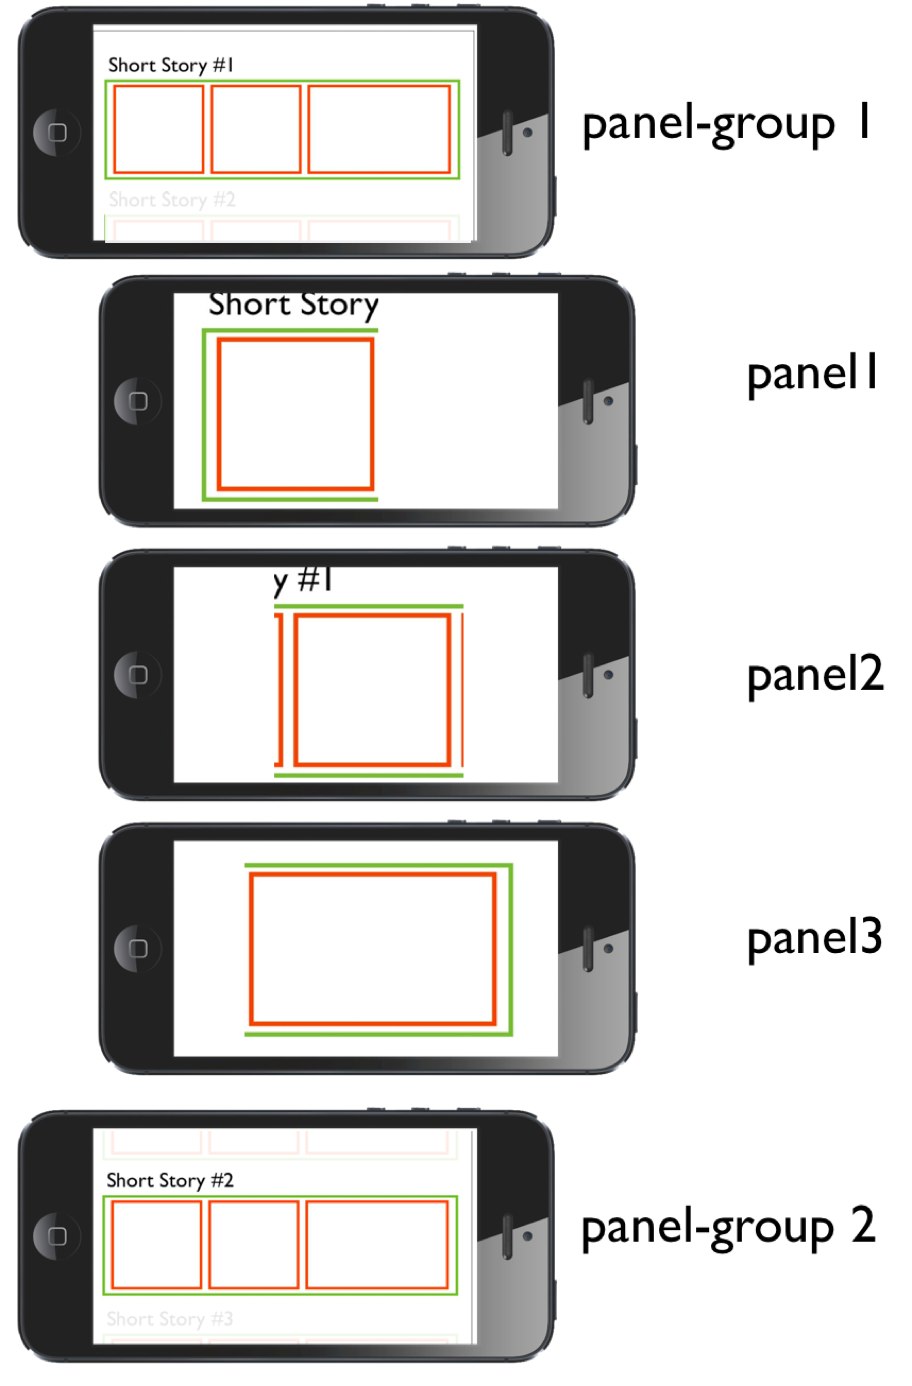 Short Story #1
panel-group 1
Short Story #2
Short Story
panel1
y #1
panel2
panel3
Short Story #2
panel-group 2
Short Story #3